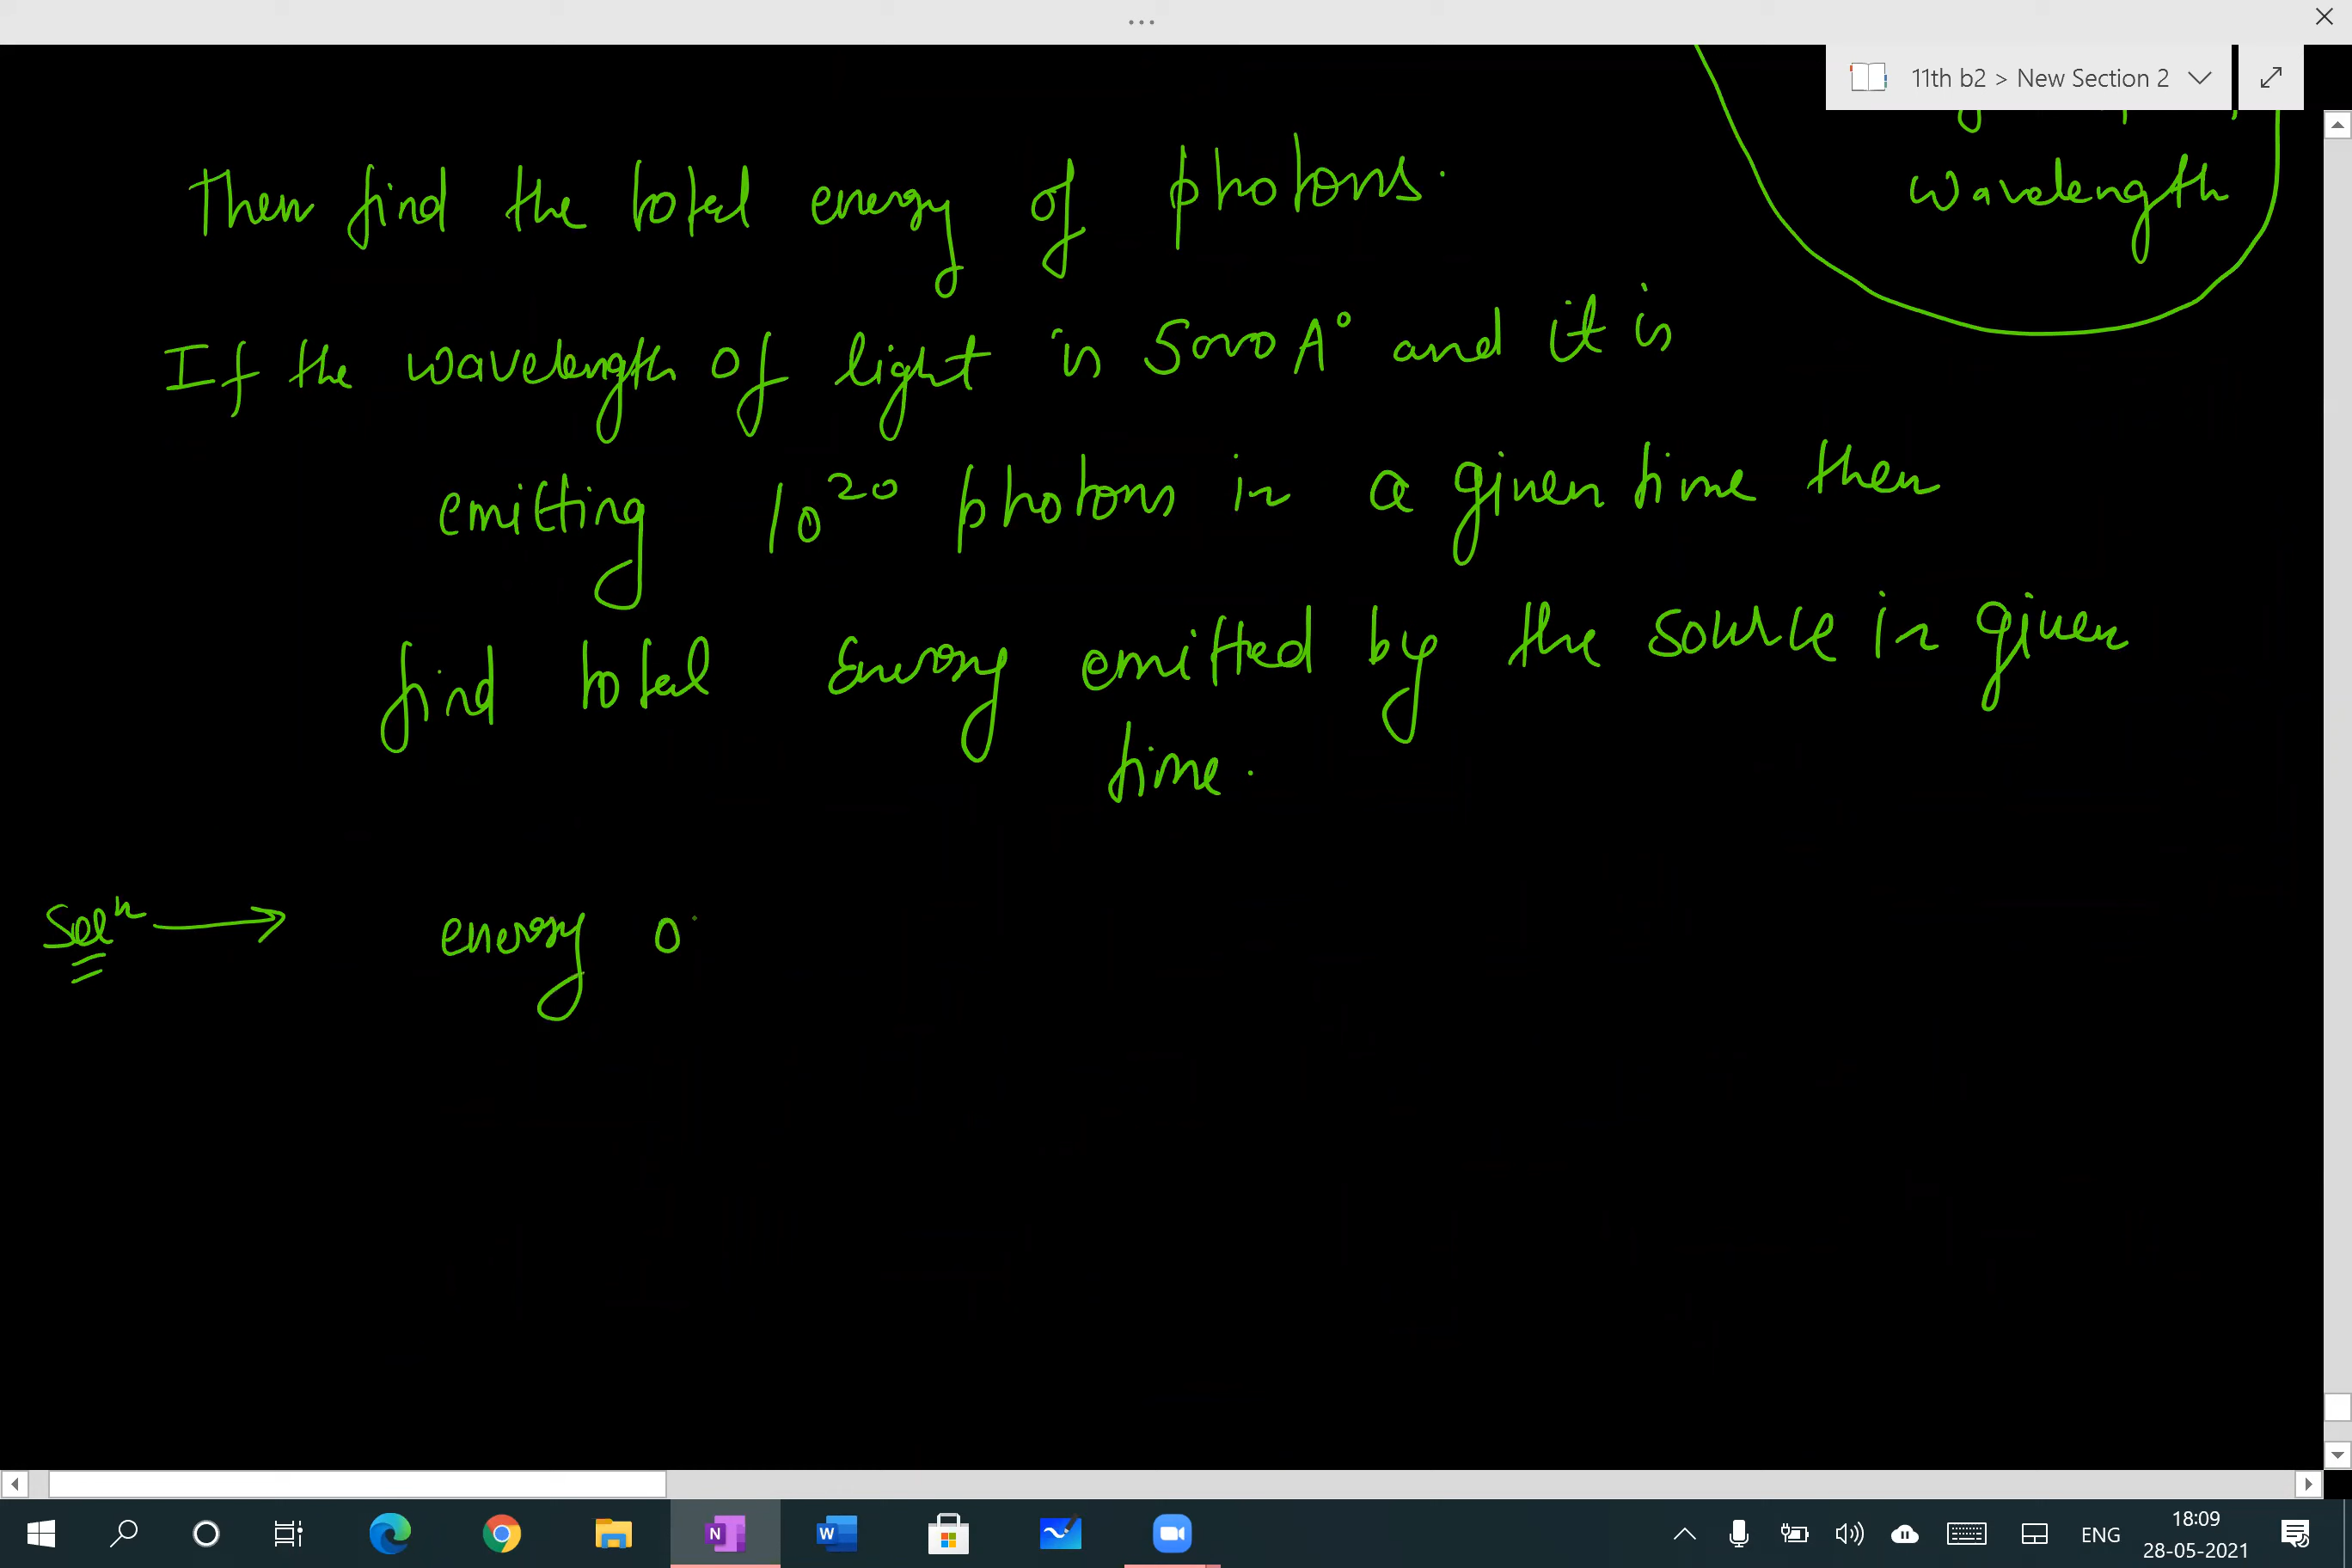 11th b2 > New Section 2
wavelength
Then find the total energy of photons.
If the wavelength of light is 5000 A° and it is
emitting 10²⁰ photons in a given time then
find total energy emitted by the source in given
time.
Solⁿ → energy o
N
W
ENG
18:09
28-05-2021